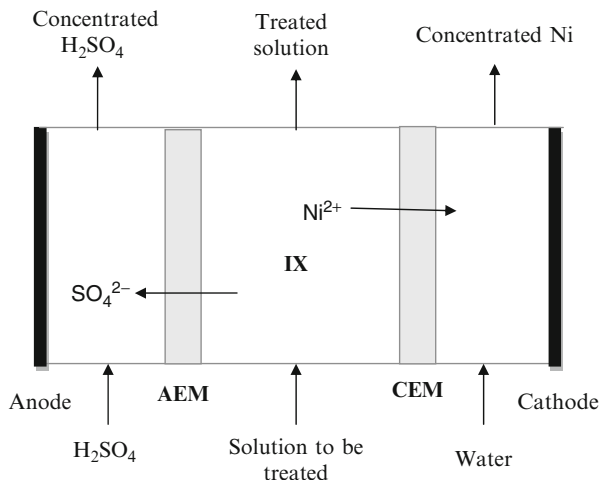 Concentrated
H₂SO₄
Treated
solution
Concentrated Ni
Ni²⁺
IX
SO₄²⁻
Anode
AEM
CEM
Cathode
H₂SO₄
Solution to be
treated
Water